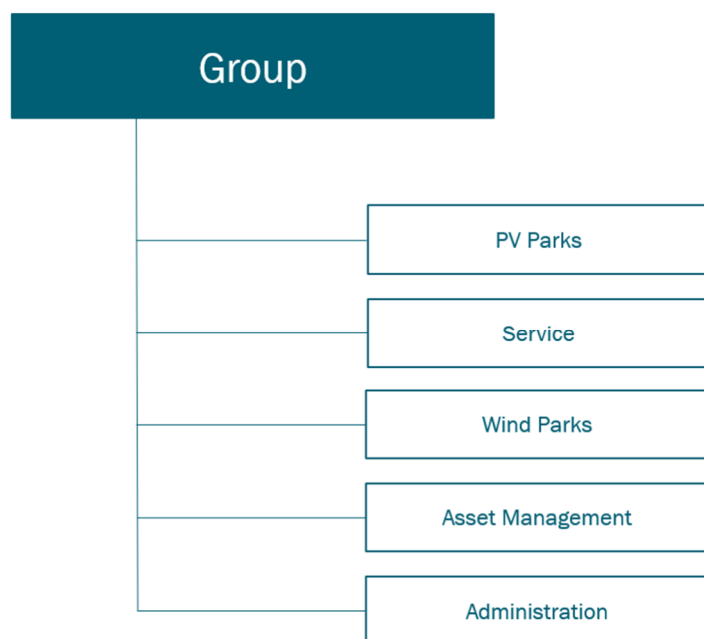 Group
PV Parks
Service
Wind Parks
Asset Management
Administration